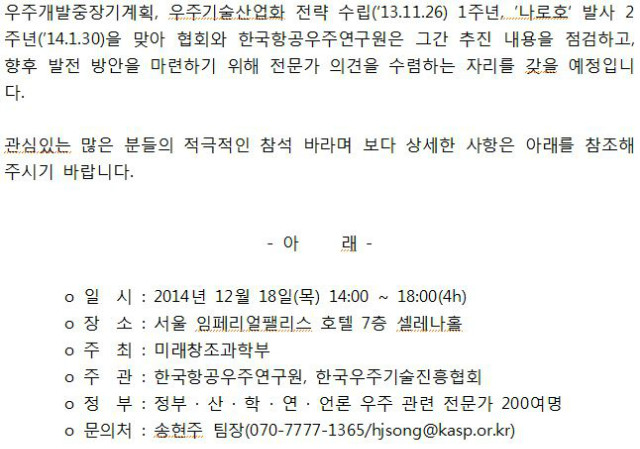 우주개발중장기계획, 우주기술산업화 전략 수립('13.11.26) 1주년, '나로호' 발사 2
주년('14.1.30)을 맞아 협회와 한국항공우주연구원은 그간 추진 내용을 점검하고,
향후 발전 방안을 마련하기 위해 전문가 의견을 수렴하는 자리를 갖을 예정입니
다.
관심있는 많은 분들의 적극적인 참석 바라며 보다 상세한 사항은 아래를 참조해
주시기 바랍니다.
- 아 래 -
o 일 시 : 2014년 12월 18일(목) 14:00 ~ 18:00(4h)
o 장 소 : 서울 임페리얼팰리스 호텔 7층 셀레나홀
o 주 최 : 미래창조과학부
o 주 관 : 한국항공우주연구원, 한국우주기술진흥협회
o 정 부 : 정부·산·학·연·언론 우주 관련 전문가 200여명
o 문의처 : 송현주 팀장(070-7777-1365/hjsong@kasp.or.kr)